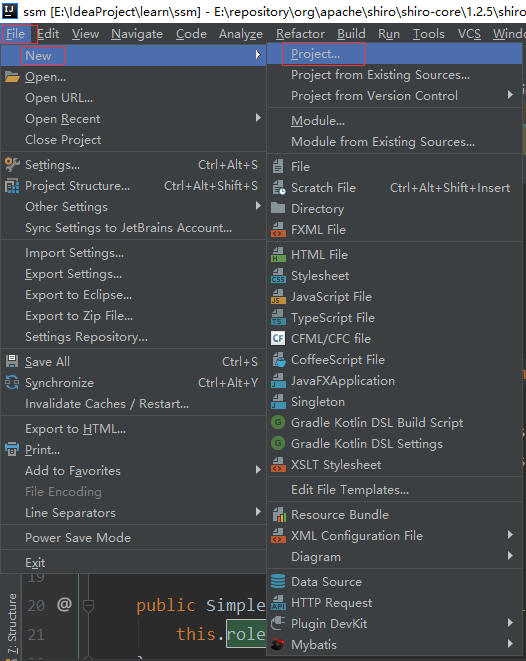 ssm [E:\IdeaProject\learn\ssm] - E:\repository\org\apache\shiro\shiro-core\1.2.5\shiro
File Edit View Navigate Code Analyze Refactor Build Run Tools VCS Wind
New
Open...
Open URL...
Open Recent
Close Project
Settings... Ctrl+Alt+S
Project Structure... Ctrl+Alt+Shift+S
Other Settings
Sync Settings to JetBrains Account...
Import Settings...
Export Settings...
Export to Eclipse...
Export to Zip File...
Settings Repository...
Save All Ctrl+S
Synchronize Ctrl+Alt+Y
Invalidate Caches / Restart...
Export to HTML...
Print...
Add to Favorites
File Encoding
Line Separators
Power Save Mode
Exit
Project...
Project from Existing Sources...
Project from Version Control
Module...
Module from Existing Sources...
File
Scratch File Ctrl+Alt+Shift+Insert
Directory
FXML File
HTML File
Stylesheet
JavaScript File
TypeScript File
CFML/CFC file
CoffeeScript File
JavaFXApplication
Singleton
Gradle Kotlin DSL Build Script
Gradle Kotlin DSL Settings
XSLT Stylesheet
Edit File Templates...
Resource Bundle
XML Configuration File
Diagram
Data Source
HTTP Request
Plugin DevKit
Mybatis
19
20 @ public Simple
21 this.role
7: Structure